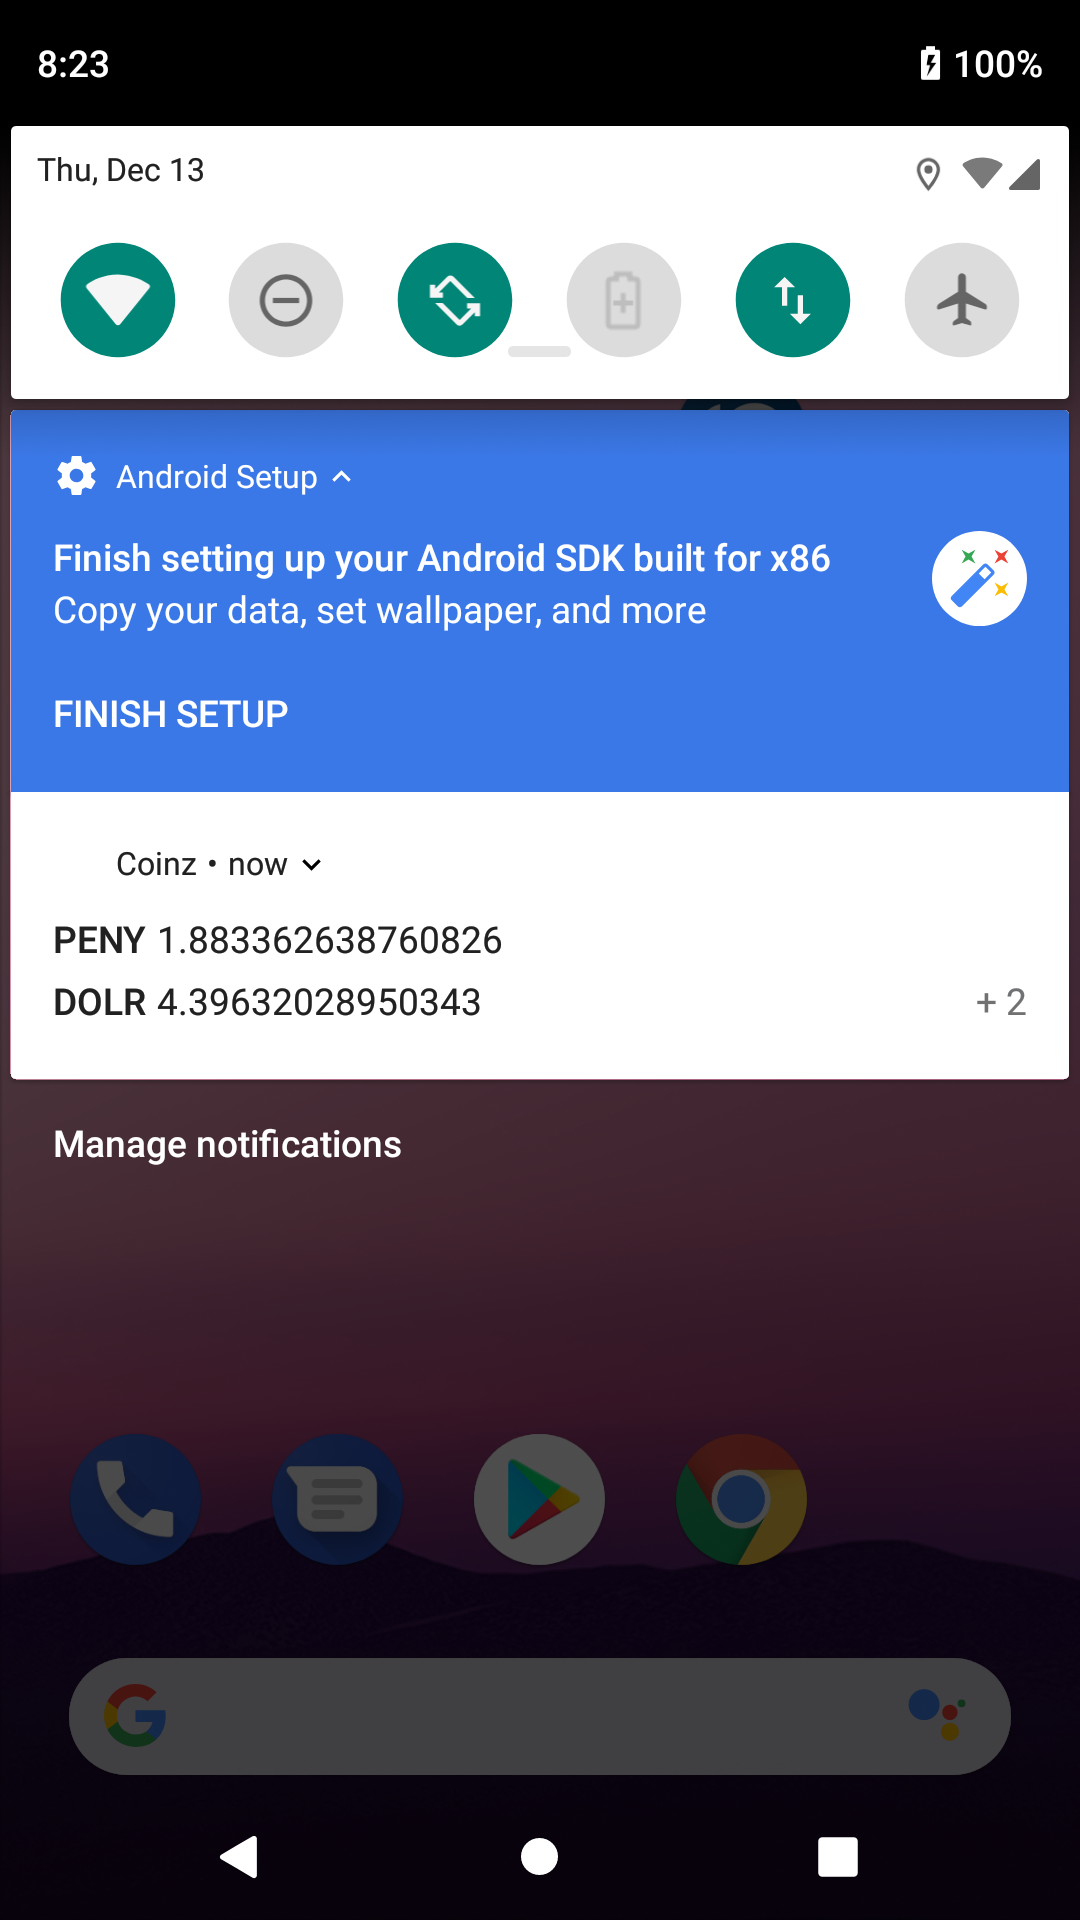 8:23 100%
Thu, Dec 13
Android Setup
Finish setting up your Android SDK built for x86
Copy your data, set wallpaper, and more
FINISH SETUP
Coinz • now
PENY 1.883362638760826
DOLR 4.39632028950343 + 2
Manage notifications